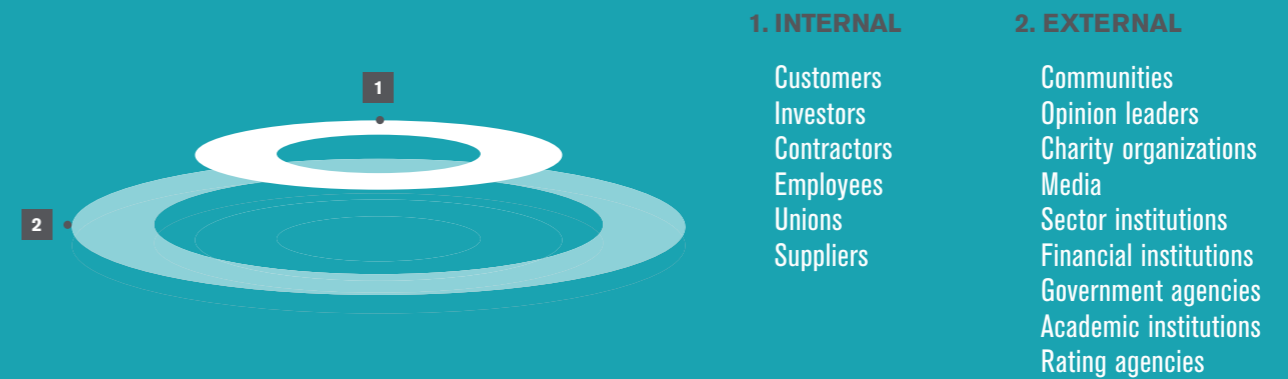 1
2
1. INTERNAL
Customers
Investors
Contractors
Employees
Unions
Suppliers
2. EXTERNAL
Communities
Opinion leaders
Charity organizations
Media
Sector institutions
Financial institutions
Government agencies
Academic institutions
Rating agencies